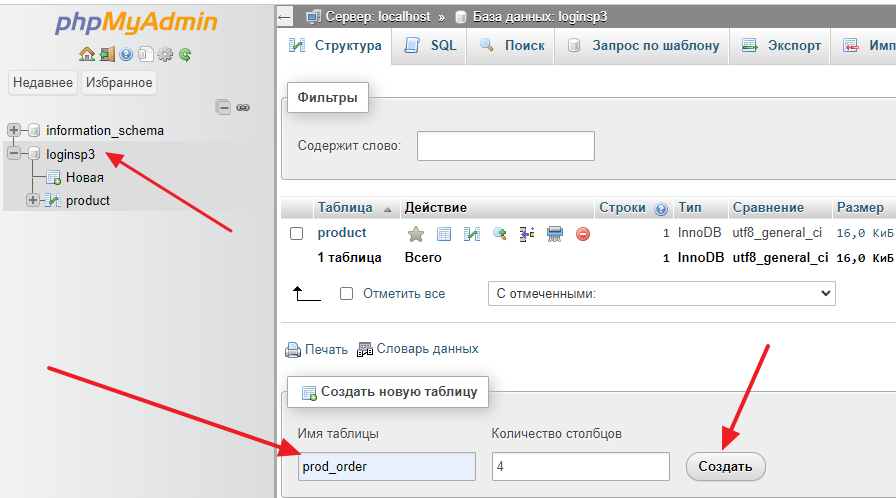 phpMyAdmin
Недавнее Избранное
information_schema
loginsp3
Новая
product
Сервер: localhost » База данных: loginsp3
Структура SQL Поиск Запрос по шаблону Экспорт Имп
Фильтры
Содержит слово:
Таблица Действие Строки Тип Сравнение Размер
product 1 InnoDB utf8_general_ci 16,0 КиБ
1 таблица Всего 1 InnoDB utf8_general_ci 16,0 КиБ
Отметить все С отмеченными:
Печать Словарь данных
Создать новую таблицу
Имя таблицы Количество столбцов
prod_order 4 Создать